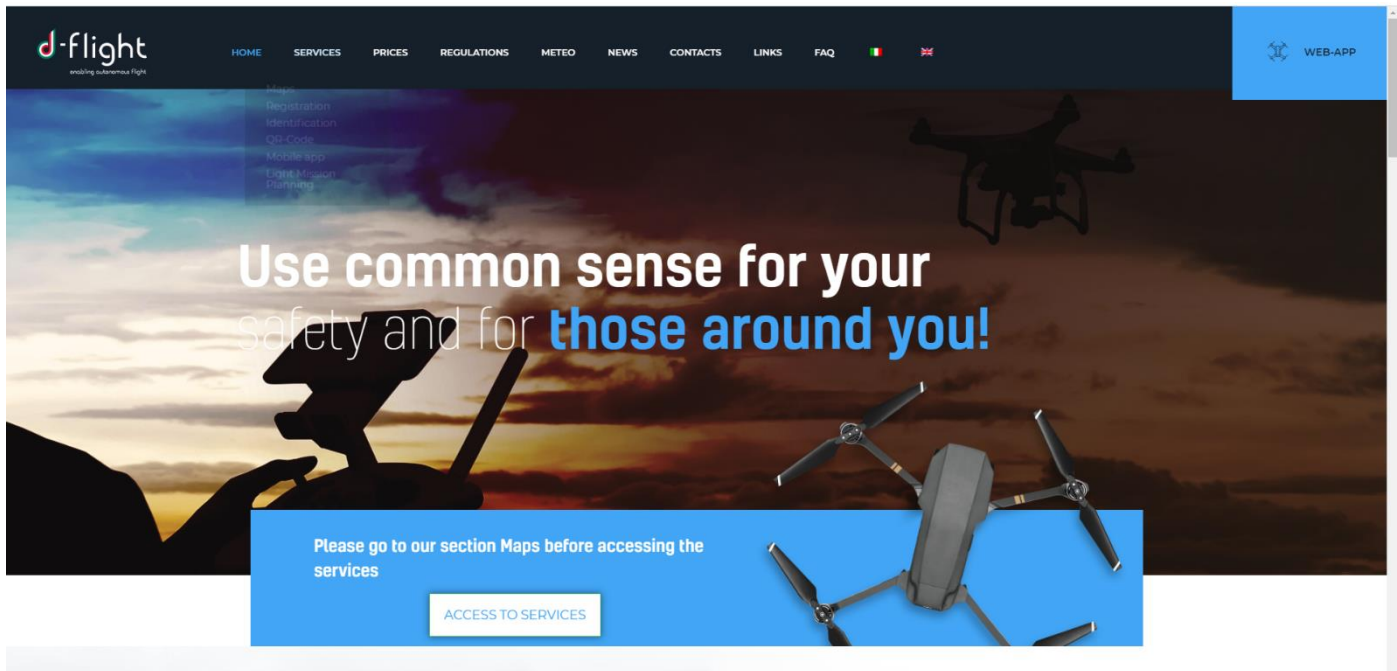 d-flight
enabling autonomous flight
HOME SERVICES PRICES REGULATIONS METEO NEWS CONTACTS LINKS FAQ
WEB-APP
Maps
Registration
Identification
QR-Code
Mobile app
Light Mission
Planning
Use common sense for your
safety and for those around you!
Please go to our section Maps before accessing the
services
ACCESS TO SERVICES